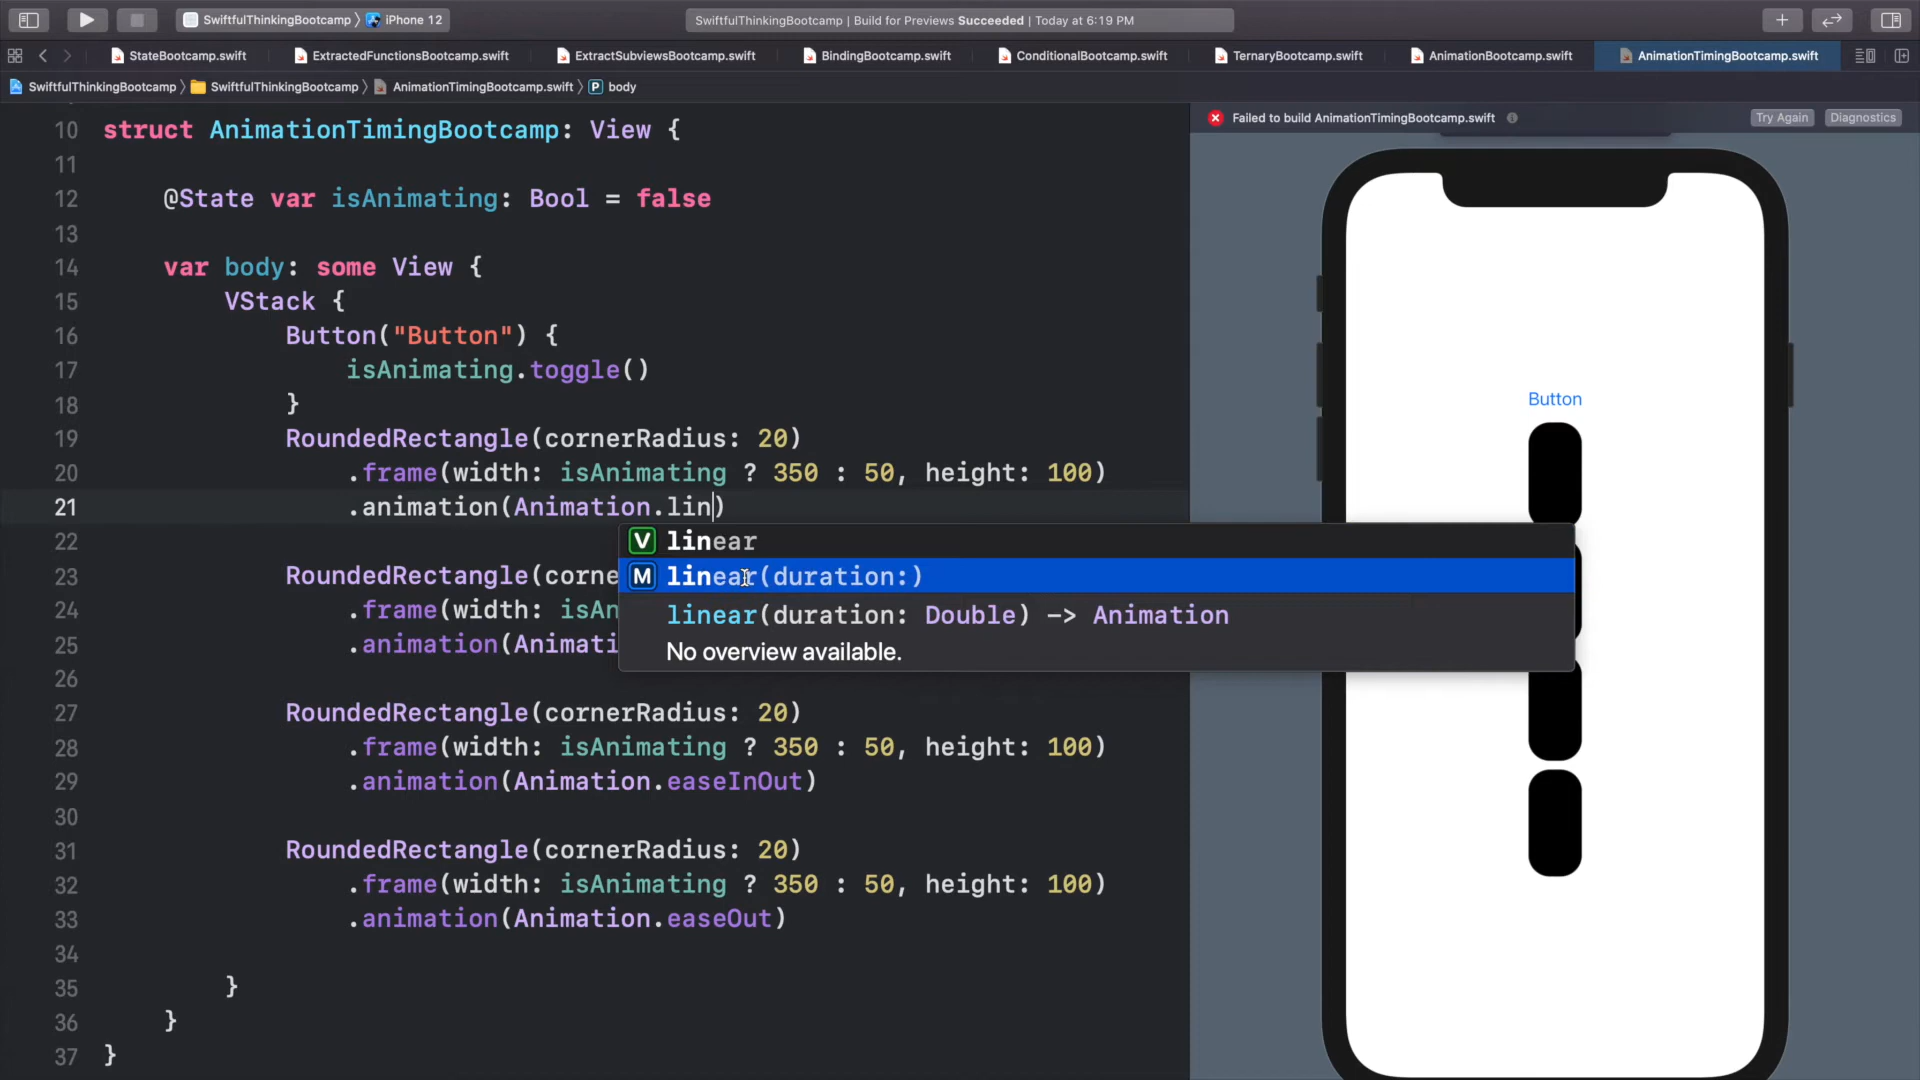 SwiftfulThinkingBootcamp 〉 iPhone 12
SwiftfulThinkingBootcamp | Build for Previews Succeeded | Today at 6:19 PM
StateBootcamp.swift
ExtractedFunctionsBootcamp.swift
ExtractSubviewsBootcamp.swift
BindingBootcamp.swift
ConditionalBootcamp.swift
TernaryBootcamp.swift
AnimationBootcamp.swift
AnimationTimingBootcamp.swift
SwiftfulThinkingBootcamp 〉 SwiftfulThinkingBootcamp 〉 AnimationTimingBootcamp.swift 〉 P body
Failed to build AnimationTimingBootcamp.swift
Try Again
Diagnostics
10 struct AnimationTimingBootcamp: View {
11
12 @State var isAnimating: Bool = false
13
14 var body: some View {
15 VStack {
16 Button("Button") {
17 isAnimating.toggle()
18 }
19 RoundedRectangle(cornerRadius: 20)
20 .frame(width: isAnimating ? 350 : 50, height: 100)
21 .animation(Animation.lin)
V linear
M linear(duration:)
linear(duration: Double) -> Animation
No overview available.
22
23 RoundedRectangle(corne
24 .frame(width: isAn
25 .animation(Animati
26
27 RoundedRectangle(cornerRadius: 20)
28 .frame(width: isAnimating ? 350 : 50, height: 100)
29 .animation(Animation.easeInOut)
30
31 RoundedRectangle(cornerRadius: 20)
32 .frame(width: isAnimating ? 350 : 50, height: 100)
33 .animation(Animation.easeOut)
34
35 }
36 }
37 }
Button